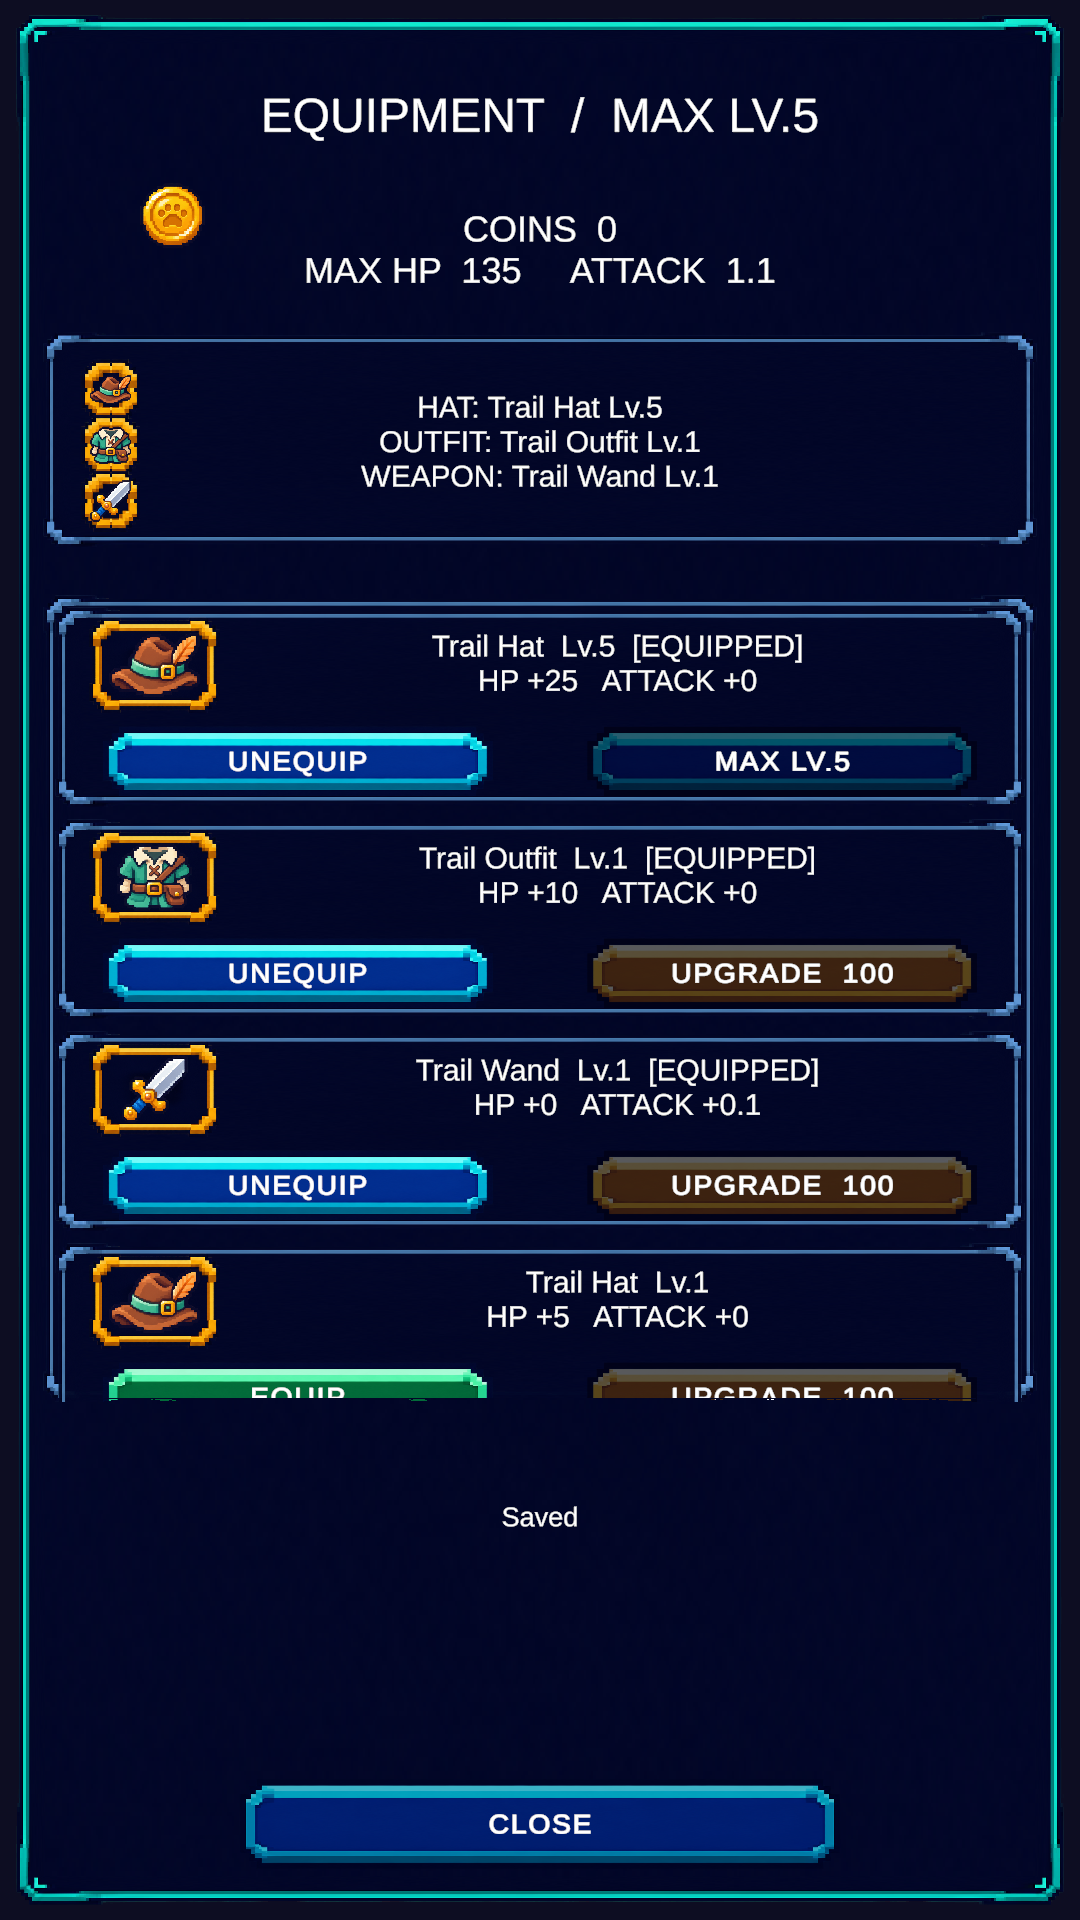 EQUIPMENT / MAX LV.5
COINS 0
MAX HP 135 ATTACK 1.1
HAT: Trail Hat Lv.5
OUTFIT: Trail Outfit Lv.1
WEAPON: Trail Wand Lv.1
Trail Hat Lv.5 [EQUIPPED]
HP +25 ATTACK +0
UNEQUIP MAX LV.5
Trail Outfit Lv.1 [EQUIPPED]
HP +10 ATTACK +0
UNEQUIP UPGRADE 100
Trail Wand Lv.1 [EQUIPPED]
HP +0 ATTACK +0.1
UNEQUIP UPGRADE 100
Trail Hat Lv.1
HP +5 ATTACK +0
EQUIP UPGRADE 100
Saved
CLOSE